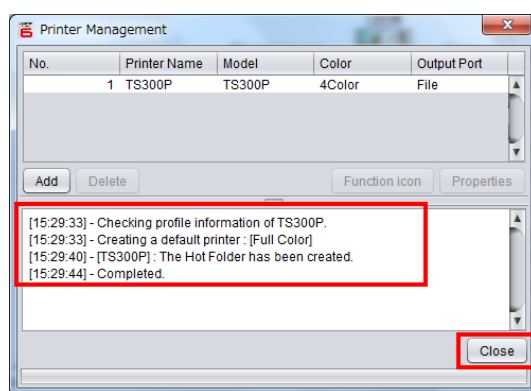 Printer Management
No. Printer Name Model Color Output Port
1 TS300P TS300P 4Color File
Add Delete Function icon Properties
[15:29:33] - Checking profile information of TS300P.
[15:29:33] - Creating a default printer : [Full Color]
[15:29:40] - [TS300P] : The Hot Folder has been created.
[15:29:44] - Completed.
Close